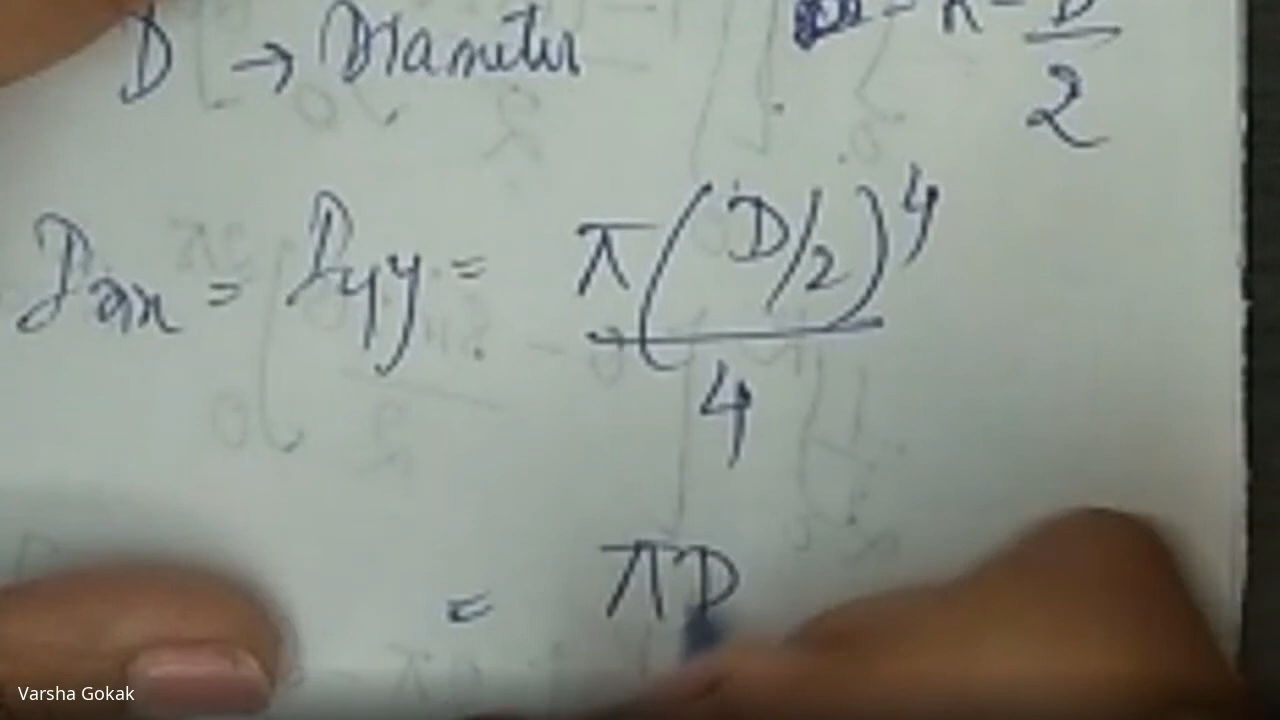 D → Diameter
R = D/2
Ixx = Iyy = π(D/2)^4 / 4
= πD
Varsha Gokak